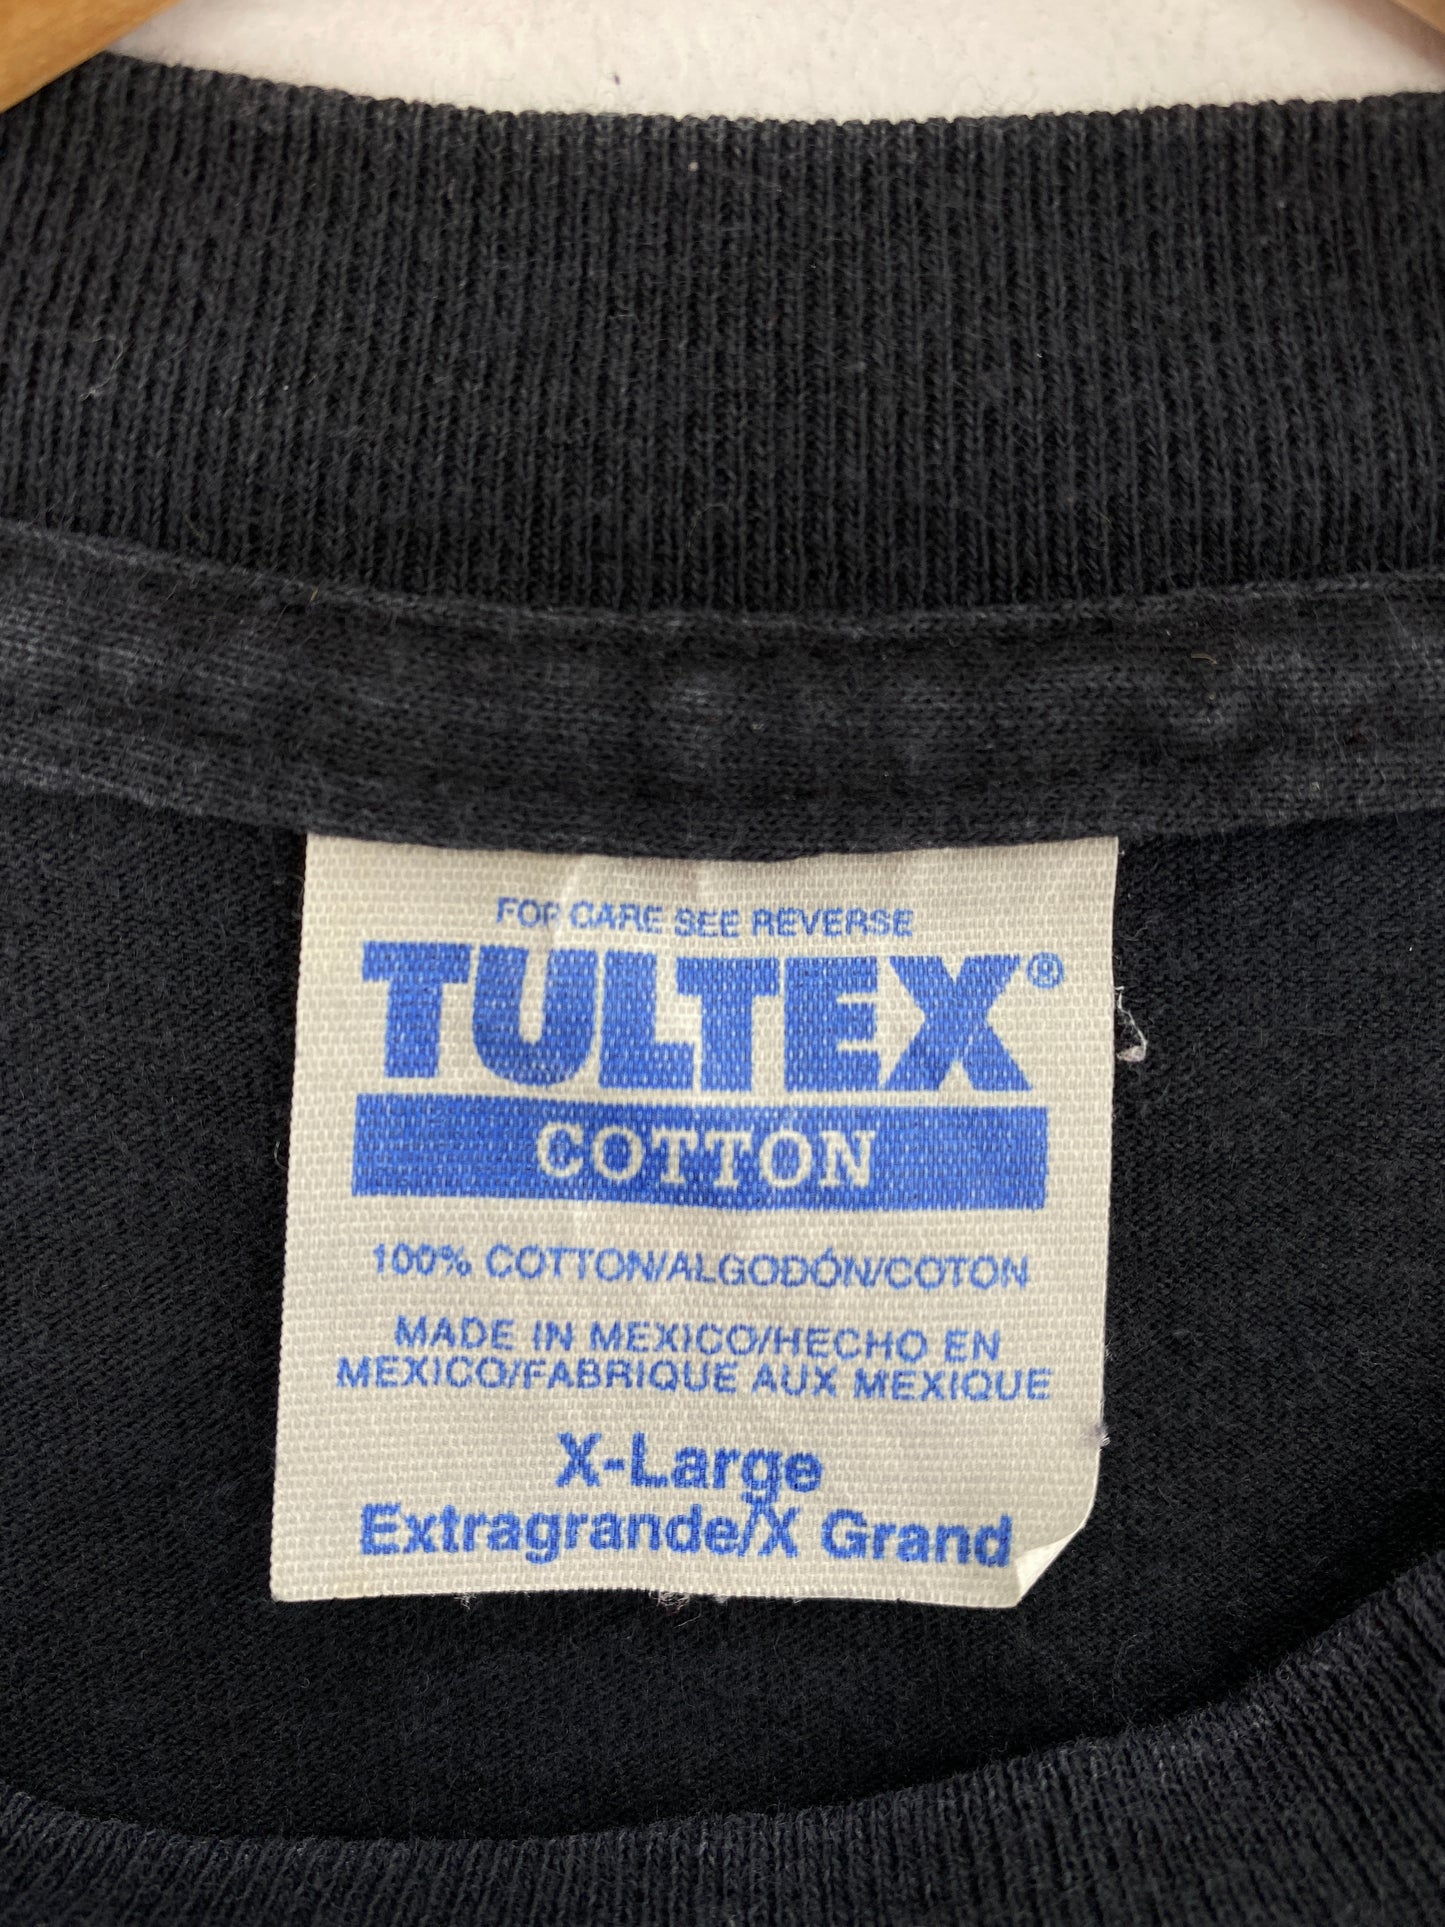 FOR CARE SEE REVERSE
TULTEX®
COTTON
100% COTTON/ALGODÓN/COTON
MADE IN MEXICO/HECHO EN
MEXICO/FABRIQUE AUX MEXIQUE
X-Large
Extragrande/X Grand